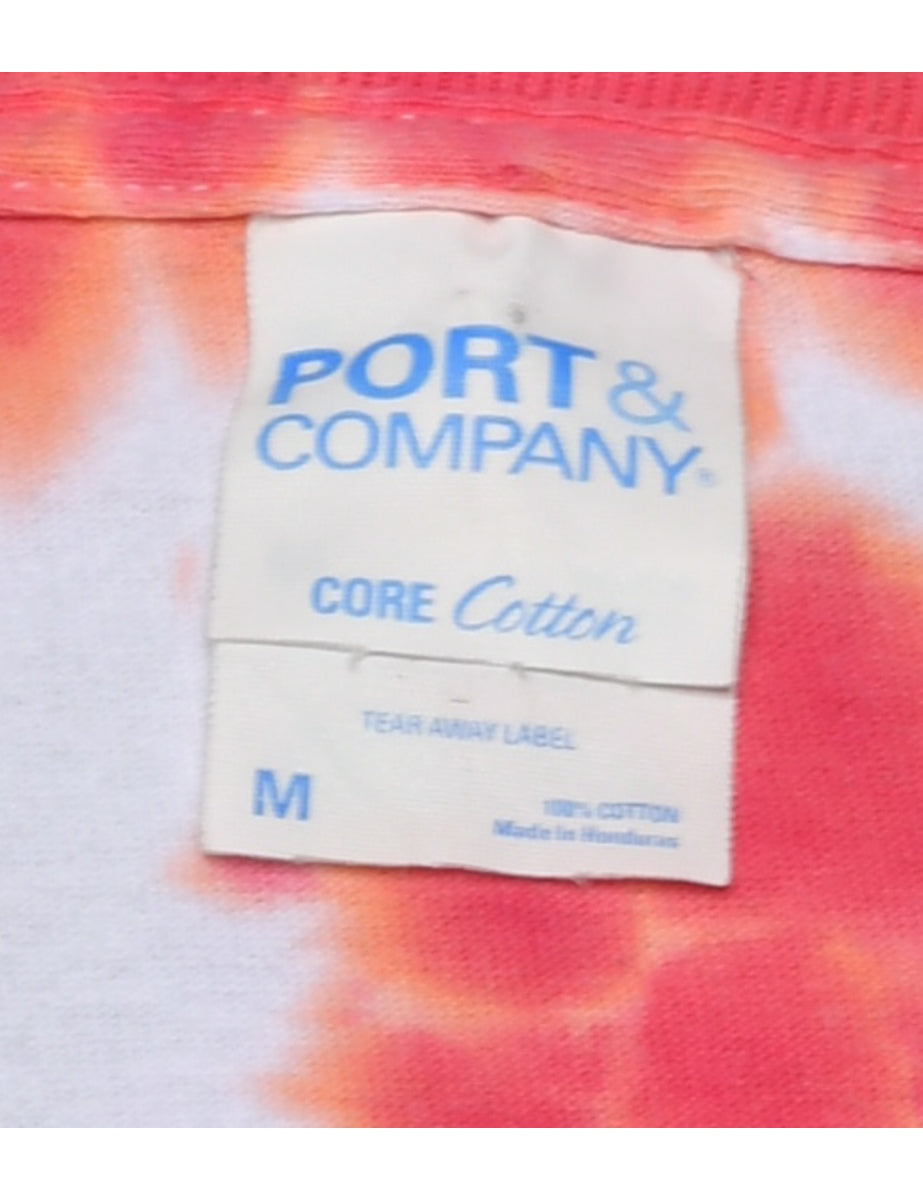 PORT &
COMPANY®
CORE Cotton
TEAR AWAY LABEL
M
100% COTTON
Made in Honduras